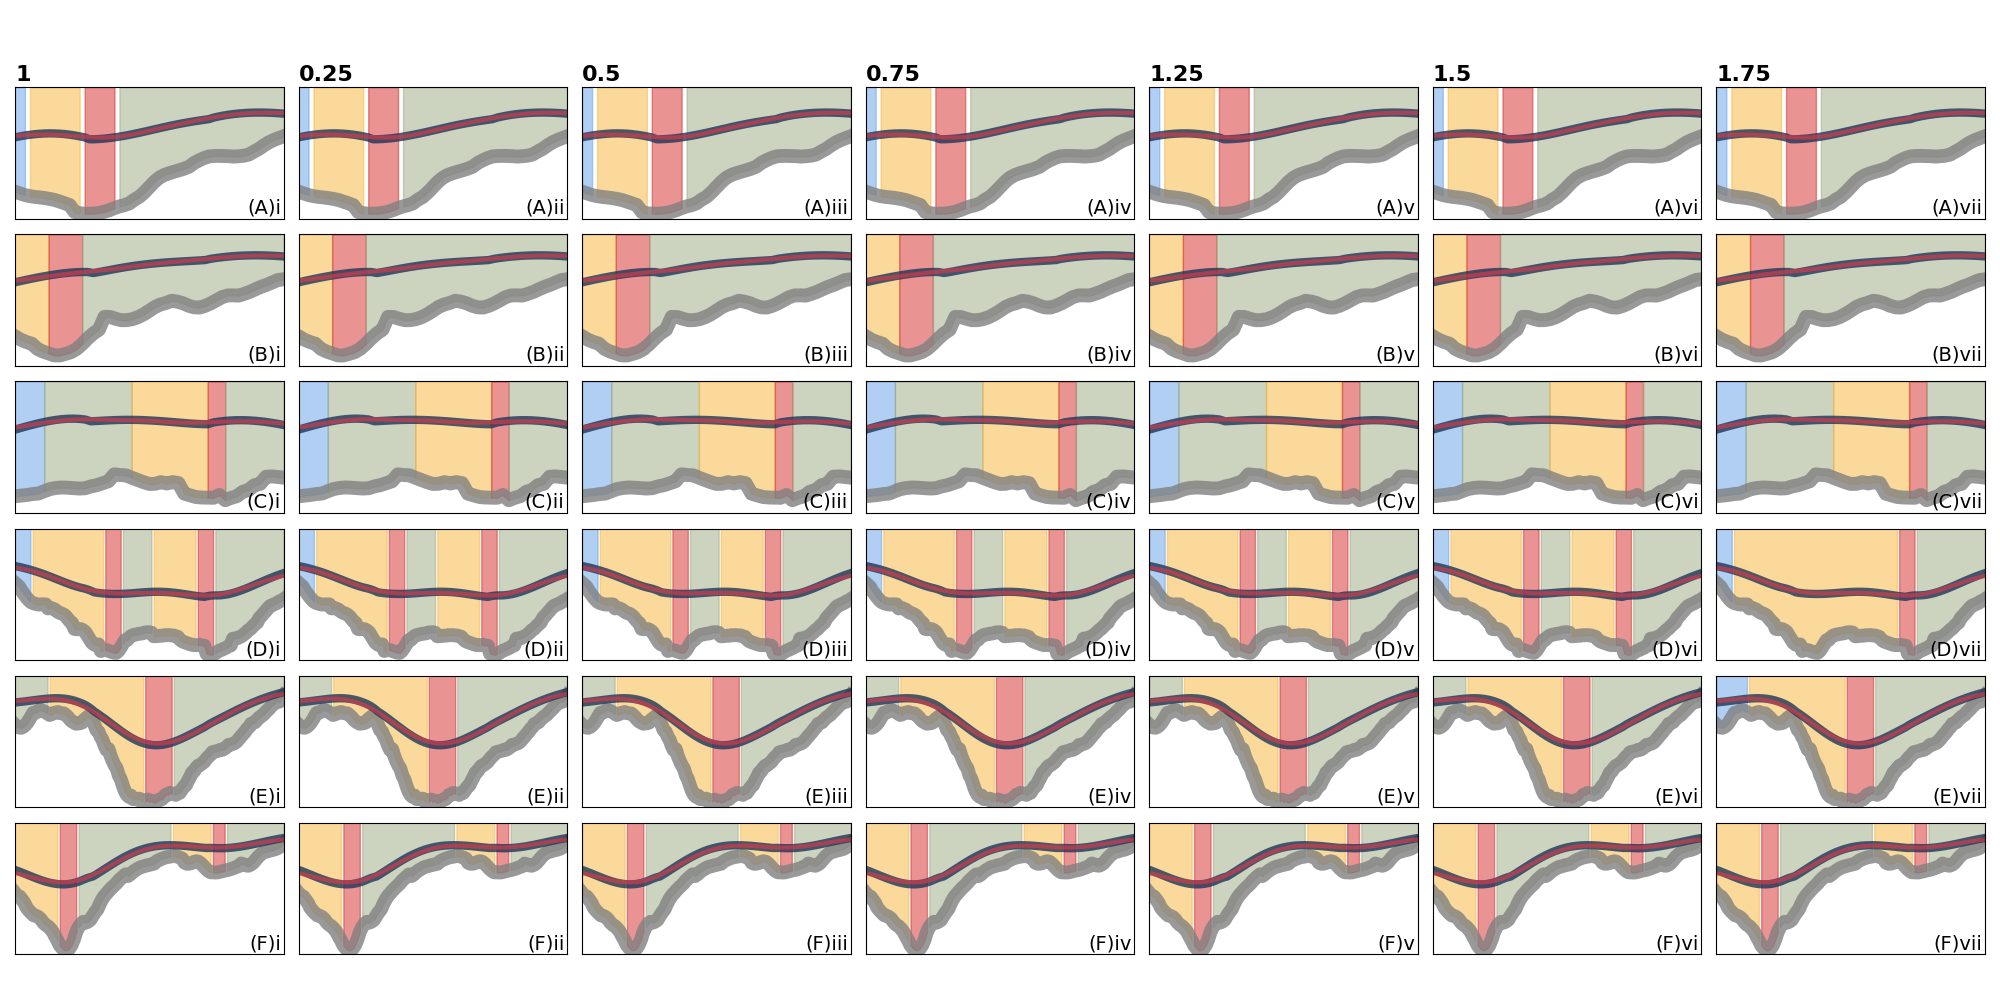 1 0.25 0.5 0.75 1.25 1.5 1.75
(A)i (A)ii (A)iii (A)iv (A)v (A)vi (A)vii
(B)i (B)ii (B)iii (B)iv (B)v (B)vi (B)vii
(C)i (C)ii (C)iii (C)iv (C)v (C)vi (C)vii
(D)i (D)ii (D)iii (D)iv (D)v (D)vi (D)vii
(E)i (E)ii (E)iii (E)iv (E)v (E)vi (E)vii
(F)i (F)ii (F)iii (F)iv (F)v (F)vi (F)vii